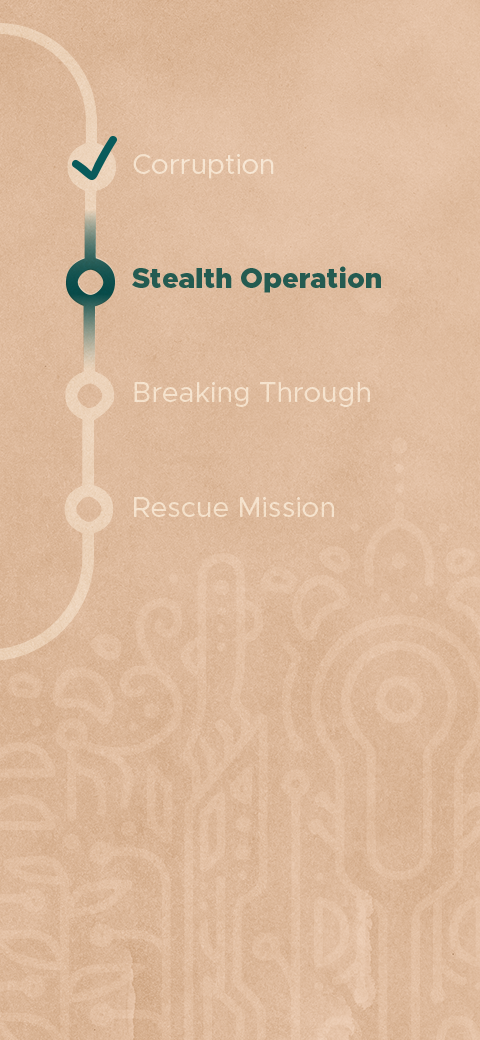 Corruption
Stealth Operation
Breaking Through
Rescue Mission